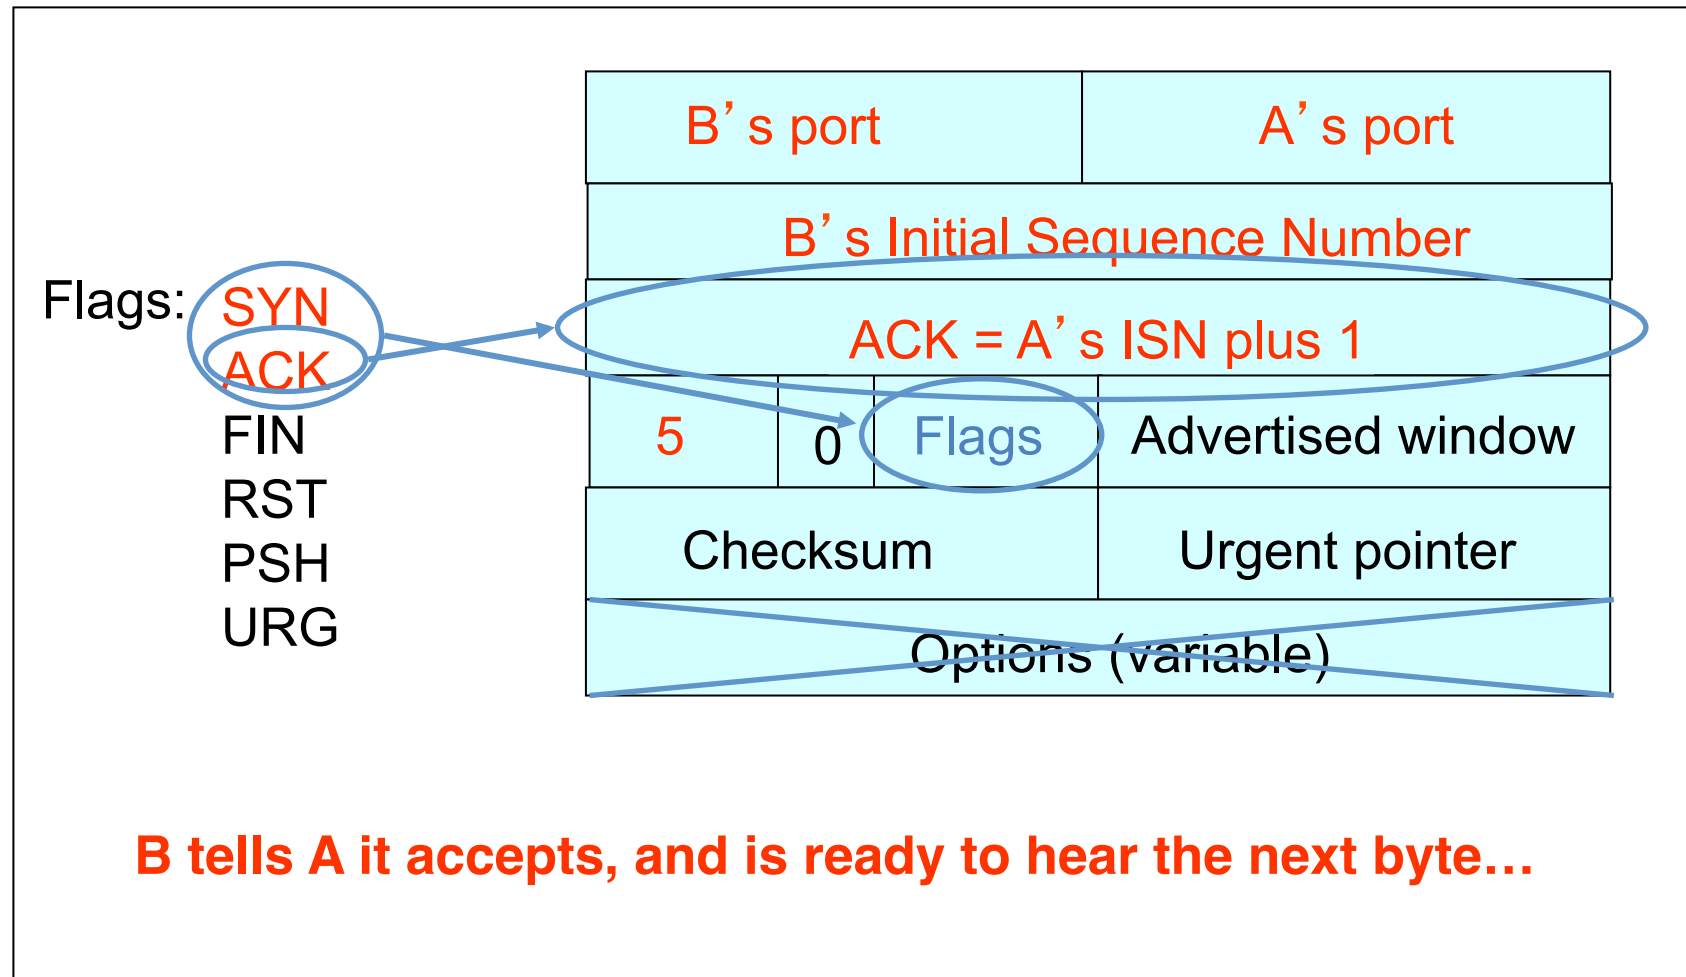 B’s port
A’s port
B’s Initial Sequence Number
Flags:
SYN
ACK
FIN
RST
PSH
URG
ACK = A’s ISN plus 1
5
0
Flags
Advertised window
Checksum
Urgent pointer
Options (variable)
B tells A it accepts, and is ready to hear the next byte…